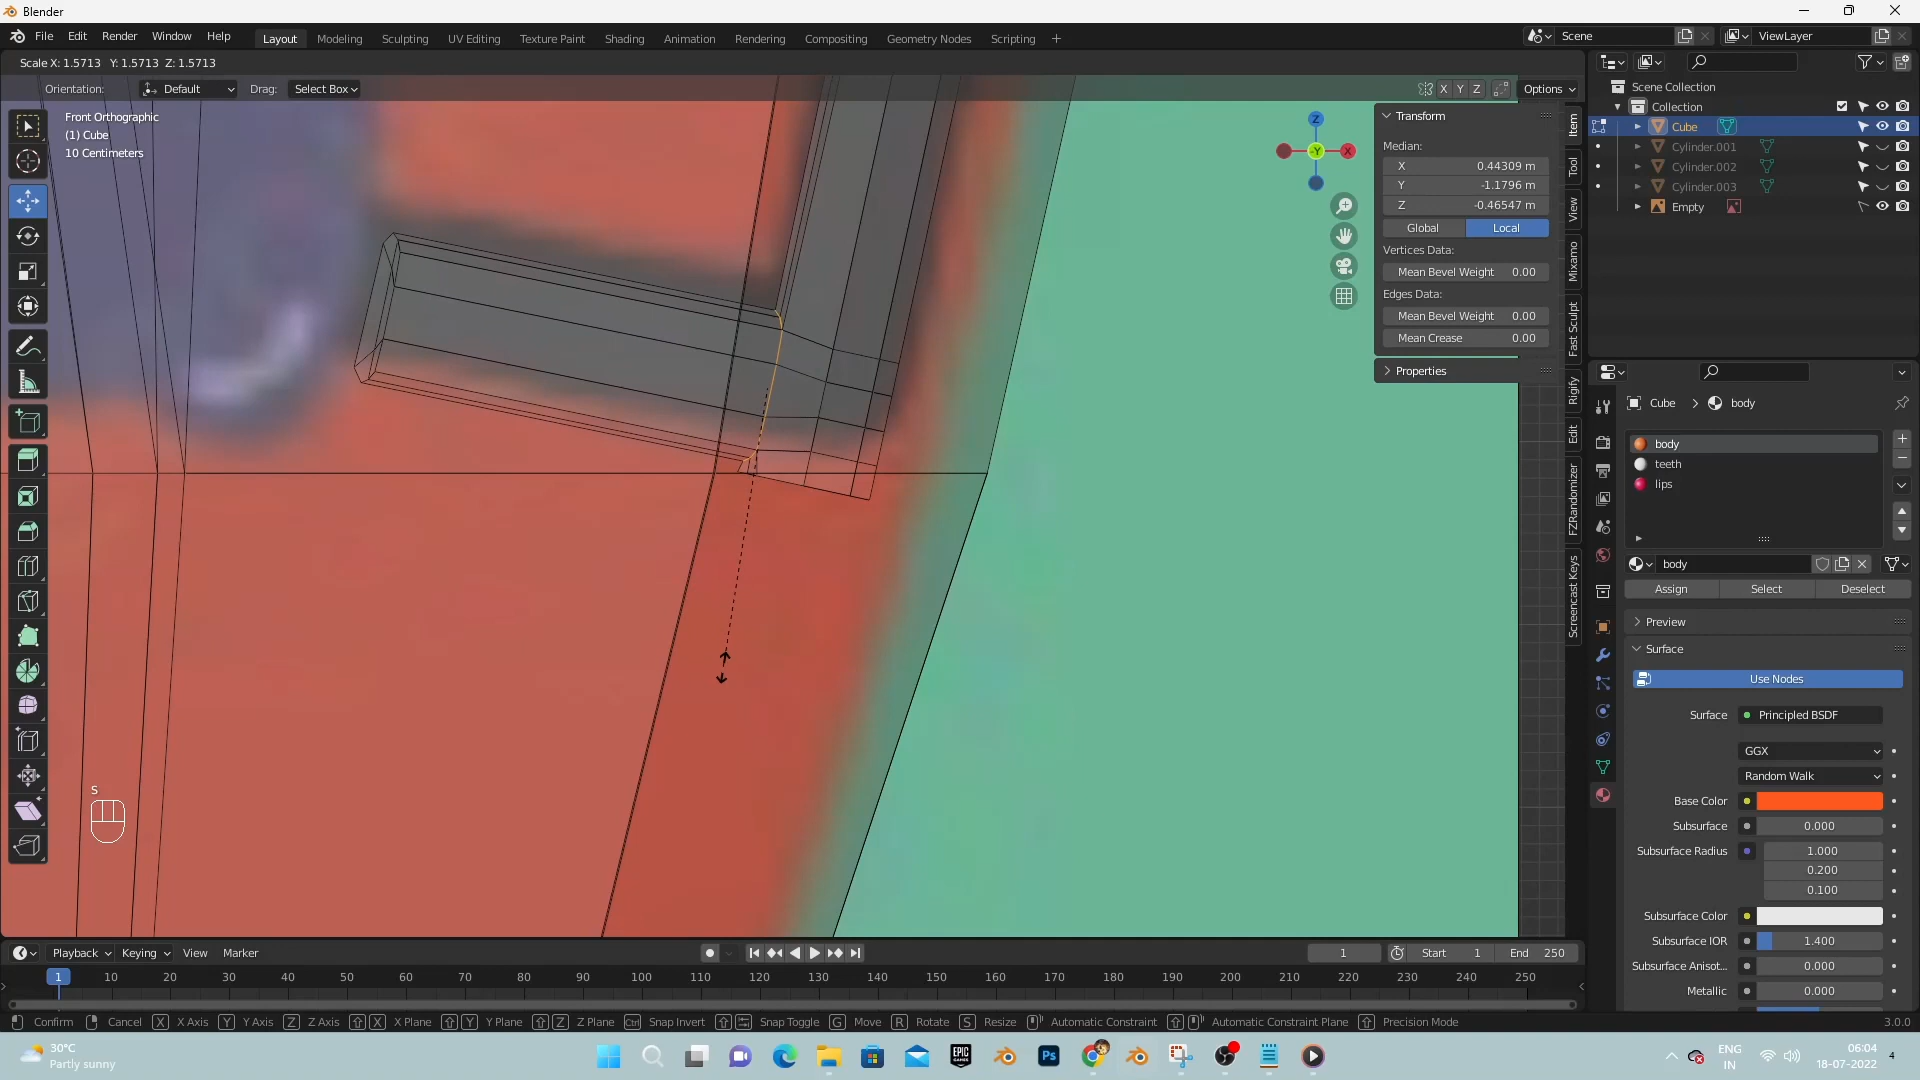 Blender
File Edit Render Window Help
Layout Modeling Sculpting UV Editing Texture Paint Shading Animation Rendering Compositing Geometry Nodes Scripting +
Scene
ViewLayer
Scale X: 1.5713 Y: 1.5713 Z: 1.5713
Orientation: Default Drag: Select Box
X Y Z Options
Front Orthographic
(1) Cube
10 Centimeters
Z
-Y
X
Transform
Median:
X 0.44309 m
Y -1.1796 m
Z -0.46547 m
Global Local
Vertices Data:
Mean Bevel Weight 0.00
Edges Data:
Mean Bevel Weight 0.00
Mean Crease 0.00
Properties
Item
Tool
View
Mixamo
Fast Sculpt
Rigify
Edit
FZRandomizer
Screencast Keys
Scene Collection
Collection
Cube
Cylinder.001
Cylinder.002
Cylinder.003
Empty
Cube > body
body
teeth
lips
body
Assign Select Deselect
Preview
Surface
Use Nodes
Surface Principled BSDF
GGX
Random Walk
Base Color
Subsurface 0.000
Subsurface Radius 1.000
0.200
0.100
Subsurface Color
Subsurface IOR 1.400
Subsurface Anisot... 0.000
Metallic 0.000
S
Playback Keying View Marker
1 Start 1 End 250
1 10 20 30 40 50 60 70 80 90 100 110 120 130 140 150 160 170 180 190 200 210 220 230 240 250
Confirm Cancel X X Axis Y Y Axis Z Z Axis X X Plane Y Y Plane Z Z Plane Ctrl Snap Invert Snap Toggle G Move R Rotate S Resize Automatic Constraint Automatic Constraint Plane Precision Mode 3.0.0
30°C
Partly sunny
EPIC GAMES
Ps
ENG
IN
06:04
18-07-2022
4